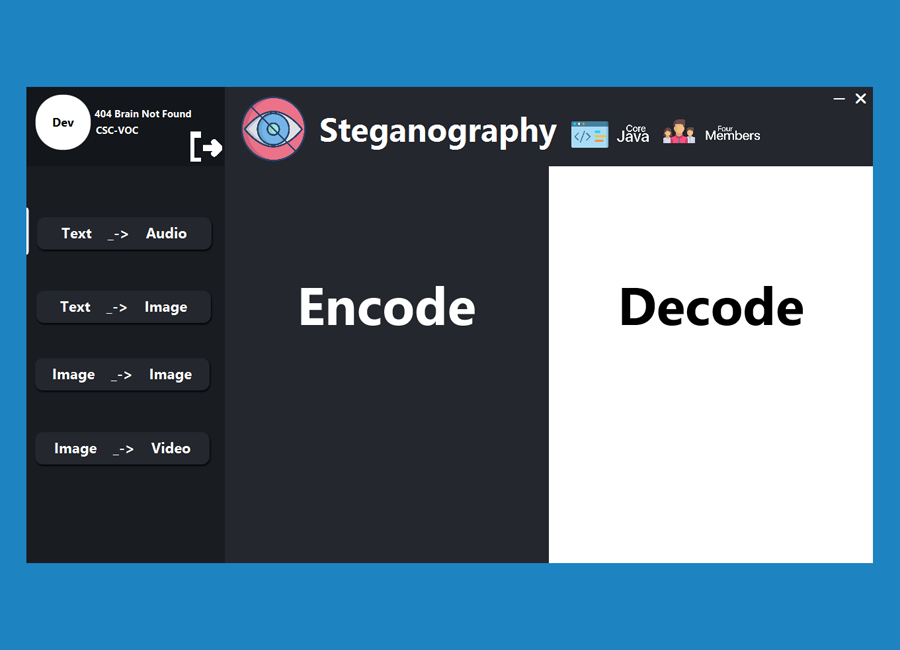 Dev
404 Brain Not Found
CSC-VOC
Steganography
</>
Core
Java
Four
Members
Text _-> Audio
Text _-> Image
Image _-> Image
Image _-> Video
Encode
Decode